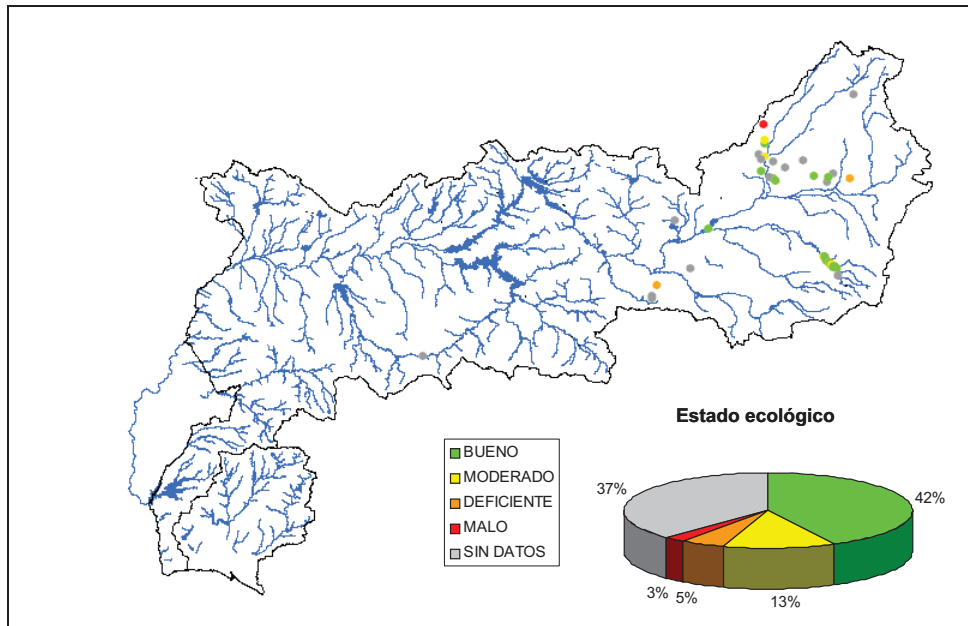 Estado ecológico
BUENO
MODERADO
DEFICIENTE
MALO
SIN DATOS
37%
42%
3%
5%
13%